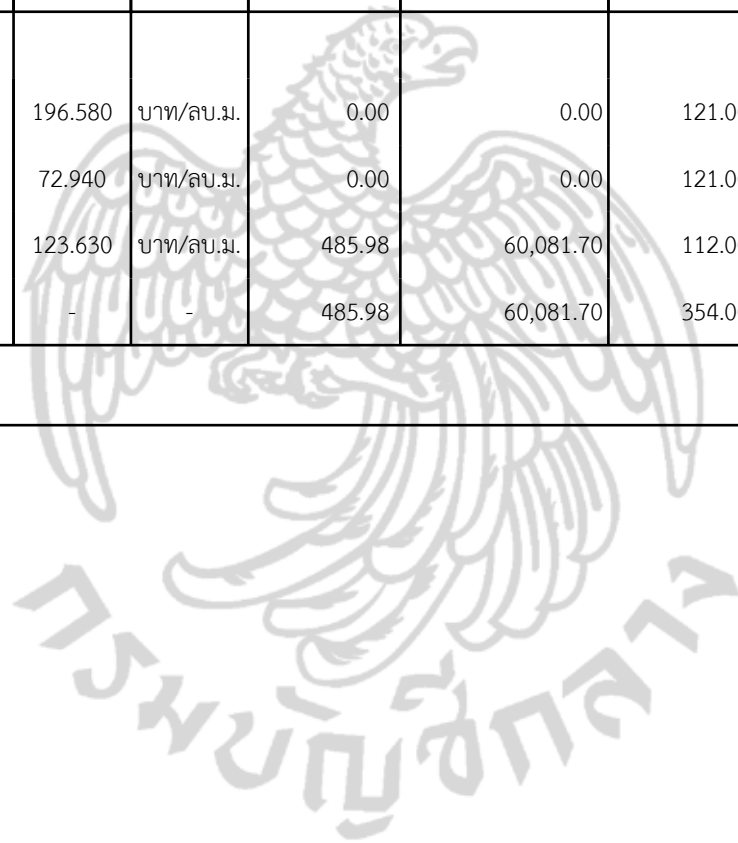 196.580 บาท/ลบ.ม. 0.00 0.00 121.0
72.940 บาท/ลบ.ม. 0.00 0.00 121.0
123.630 บาท/ลบ.ม. 485.98 60,081.70 112.0
- - 485.98 60,081.70 354.0
กรมบัญชีกลาง